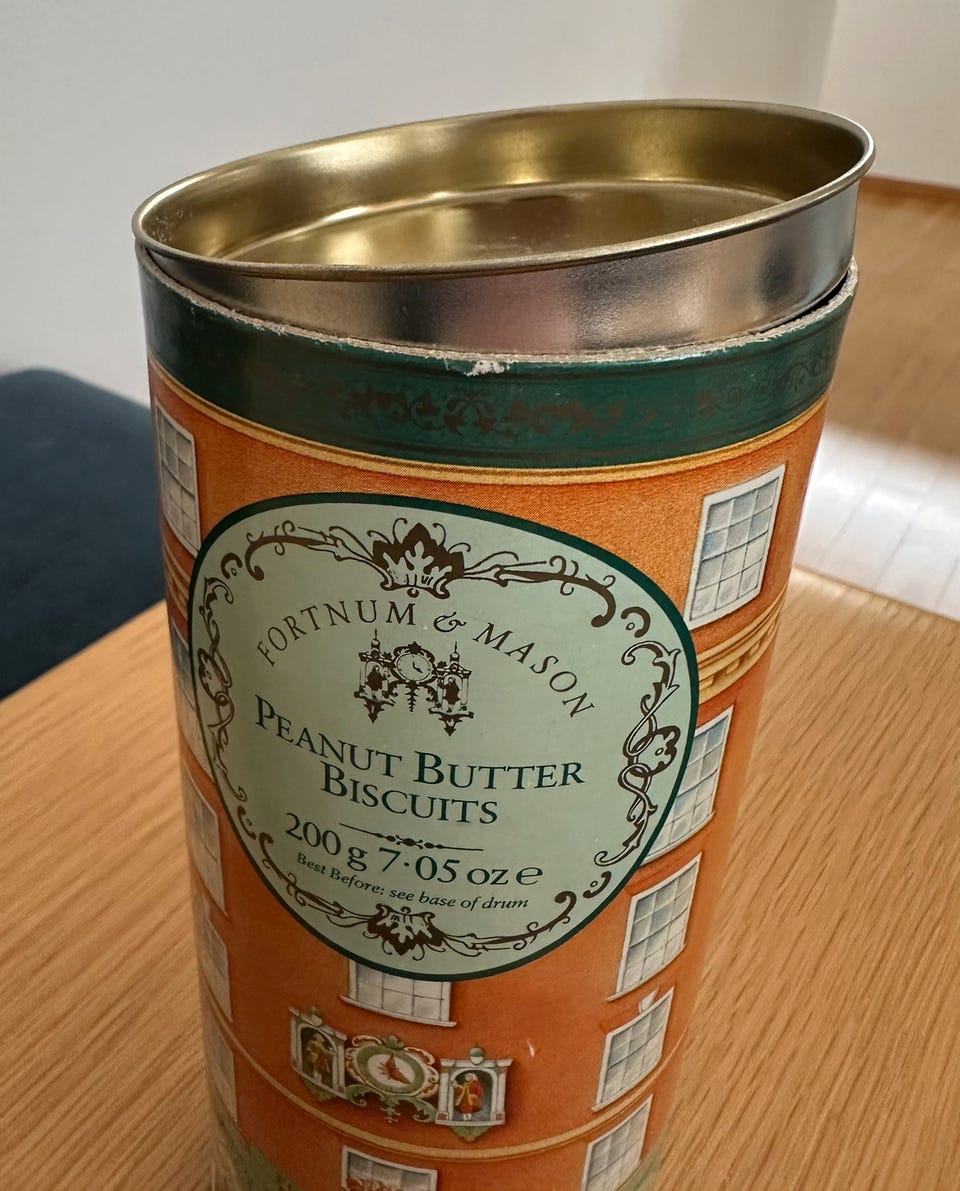 FORTNUM & MASON
PEANUT BUTTER
BISCUITS
200 g 7·05 oz e
Best Before: see base of drum